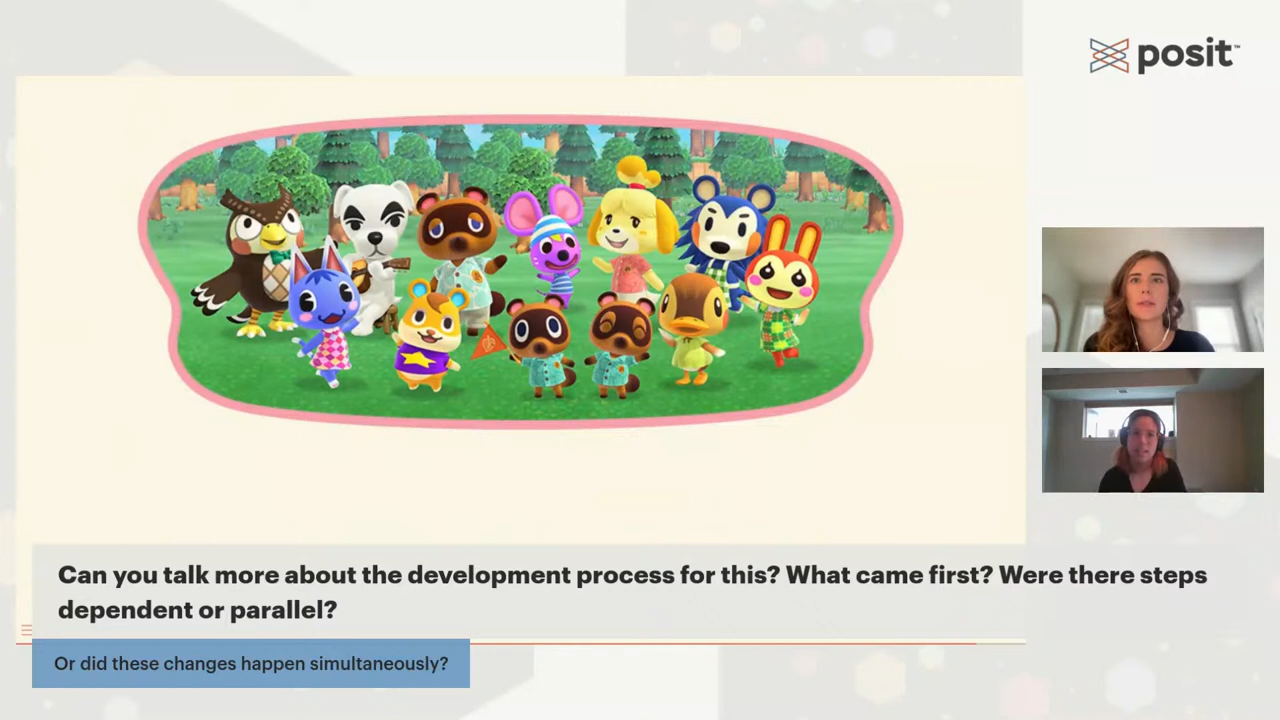 posit™
Can you talk more about the development process for this? What came first? Were there steps
dependent or parallel?
Or did these changes happen simultaneously?